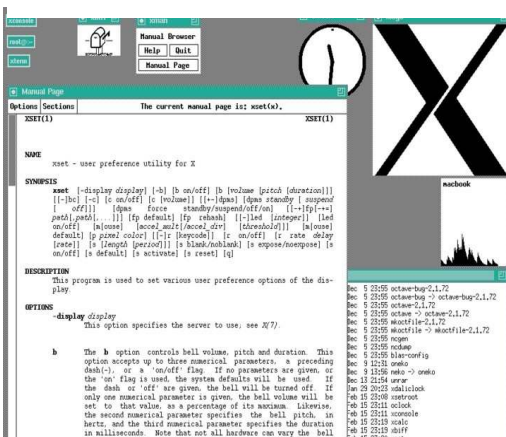 xconsole
xman
Manual Browser
Help Quit
Manual Page
root@
xterm
Manual Page
Options Sections The current manual page is: xset(x).
XSET(1) XSET(1)
NAME
xset - user preference utility for X
SYNOPSIS
xset [-display display] [-b] [b on/off] [b [volume [pitch [duration]]]
[[-]bc] [-c] [c on/off] [c [volume]] [[+-]dpms] [dpms standby [ suspend
[ off]]] [dpms force standby/suspend/off/on] [[-+]fp[-+=]
path[,path[,...]]] [fp default] [fp rehash] [[-]led [integer]] [led
on/off] [m[ouse] [accel_mult[/accel_div] [threshold]]] [m[ouse]
default] [p pixel color] [[-]r [keycode]] [r on/off] [r rate delay
[rate]] [s [length [period]]] [s blank/noblank] [s expose/noexpose] [s
on/off] [s default] [s activate] [s reset] [q]
DESCRIPTION
This program is used to set various user preference options of the dis-
play.
OPTIONS
-display display
This option specifies the server to use; see X(7).
b The b option controls bell volume, pitch and duration. This
option accepts up to three numerical parameters, a preceding
dash(-), or a 'on/off' flag. If no parameters are given, or
the 'on' flag is used, the system defaults will be used. If
the dash or 'off' are given, the bell will be turned off. If
only one numerical parameter is given, the bell volume will be
set to that value, as a percentage of its maximum. Likewise,
the second numerical parameter specifies the bell pitch, in
hertz, and the third numerical parameter specifies the duration
in milliseconds. Note that not all hardware can vary the bell
macbook
Dec 5 23:55 octave-bug-2.1.72
Dec 5 23:55 octave-bug -> octave-bug-2.1.72
Dec 5 23:55 octave-2.1.72
Dec 5 23:55 octave -> octave-2.1.72
Dec 5 23:55 mkoctfile-2.1.72
Dec 5 23:55 mkoctfile -> mkoctfile-2.1.72
Dec 5 23:55 ncgen
Dec 5 23:55 ncdump
Dec 5 23:55 blas-config
Dec 9 12:31 oneko
Dec 9 13:56 neko -> oneko
Dec 13 21:54 unrar
Jan 29 20:23 xdaliclock
Feb 15 23:08 xsetroot
Feb 15 23:11 oclock
Feb 15 23:11 xconsole
Feb 15 23:19 xcalc
Feb 15 23:19 xbiff